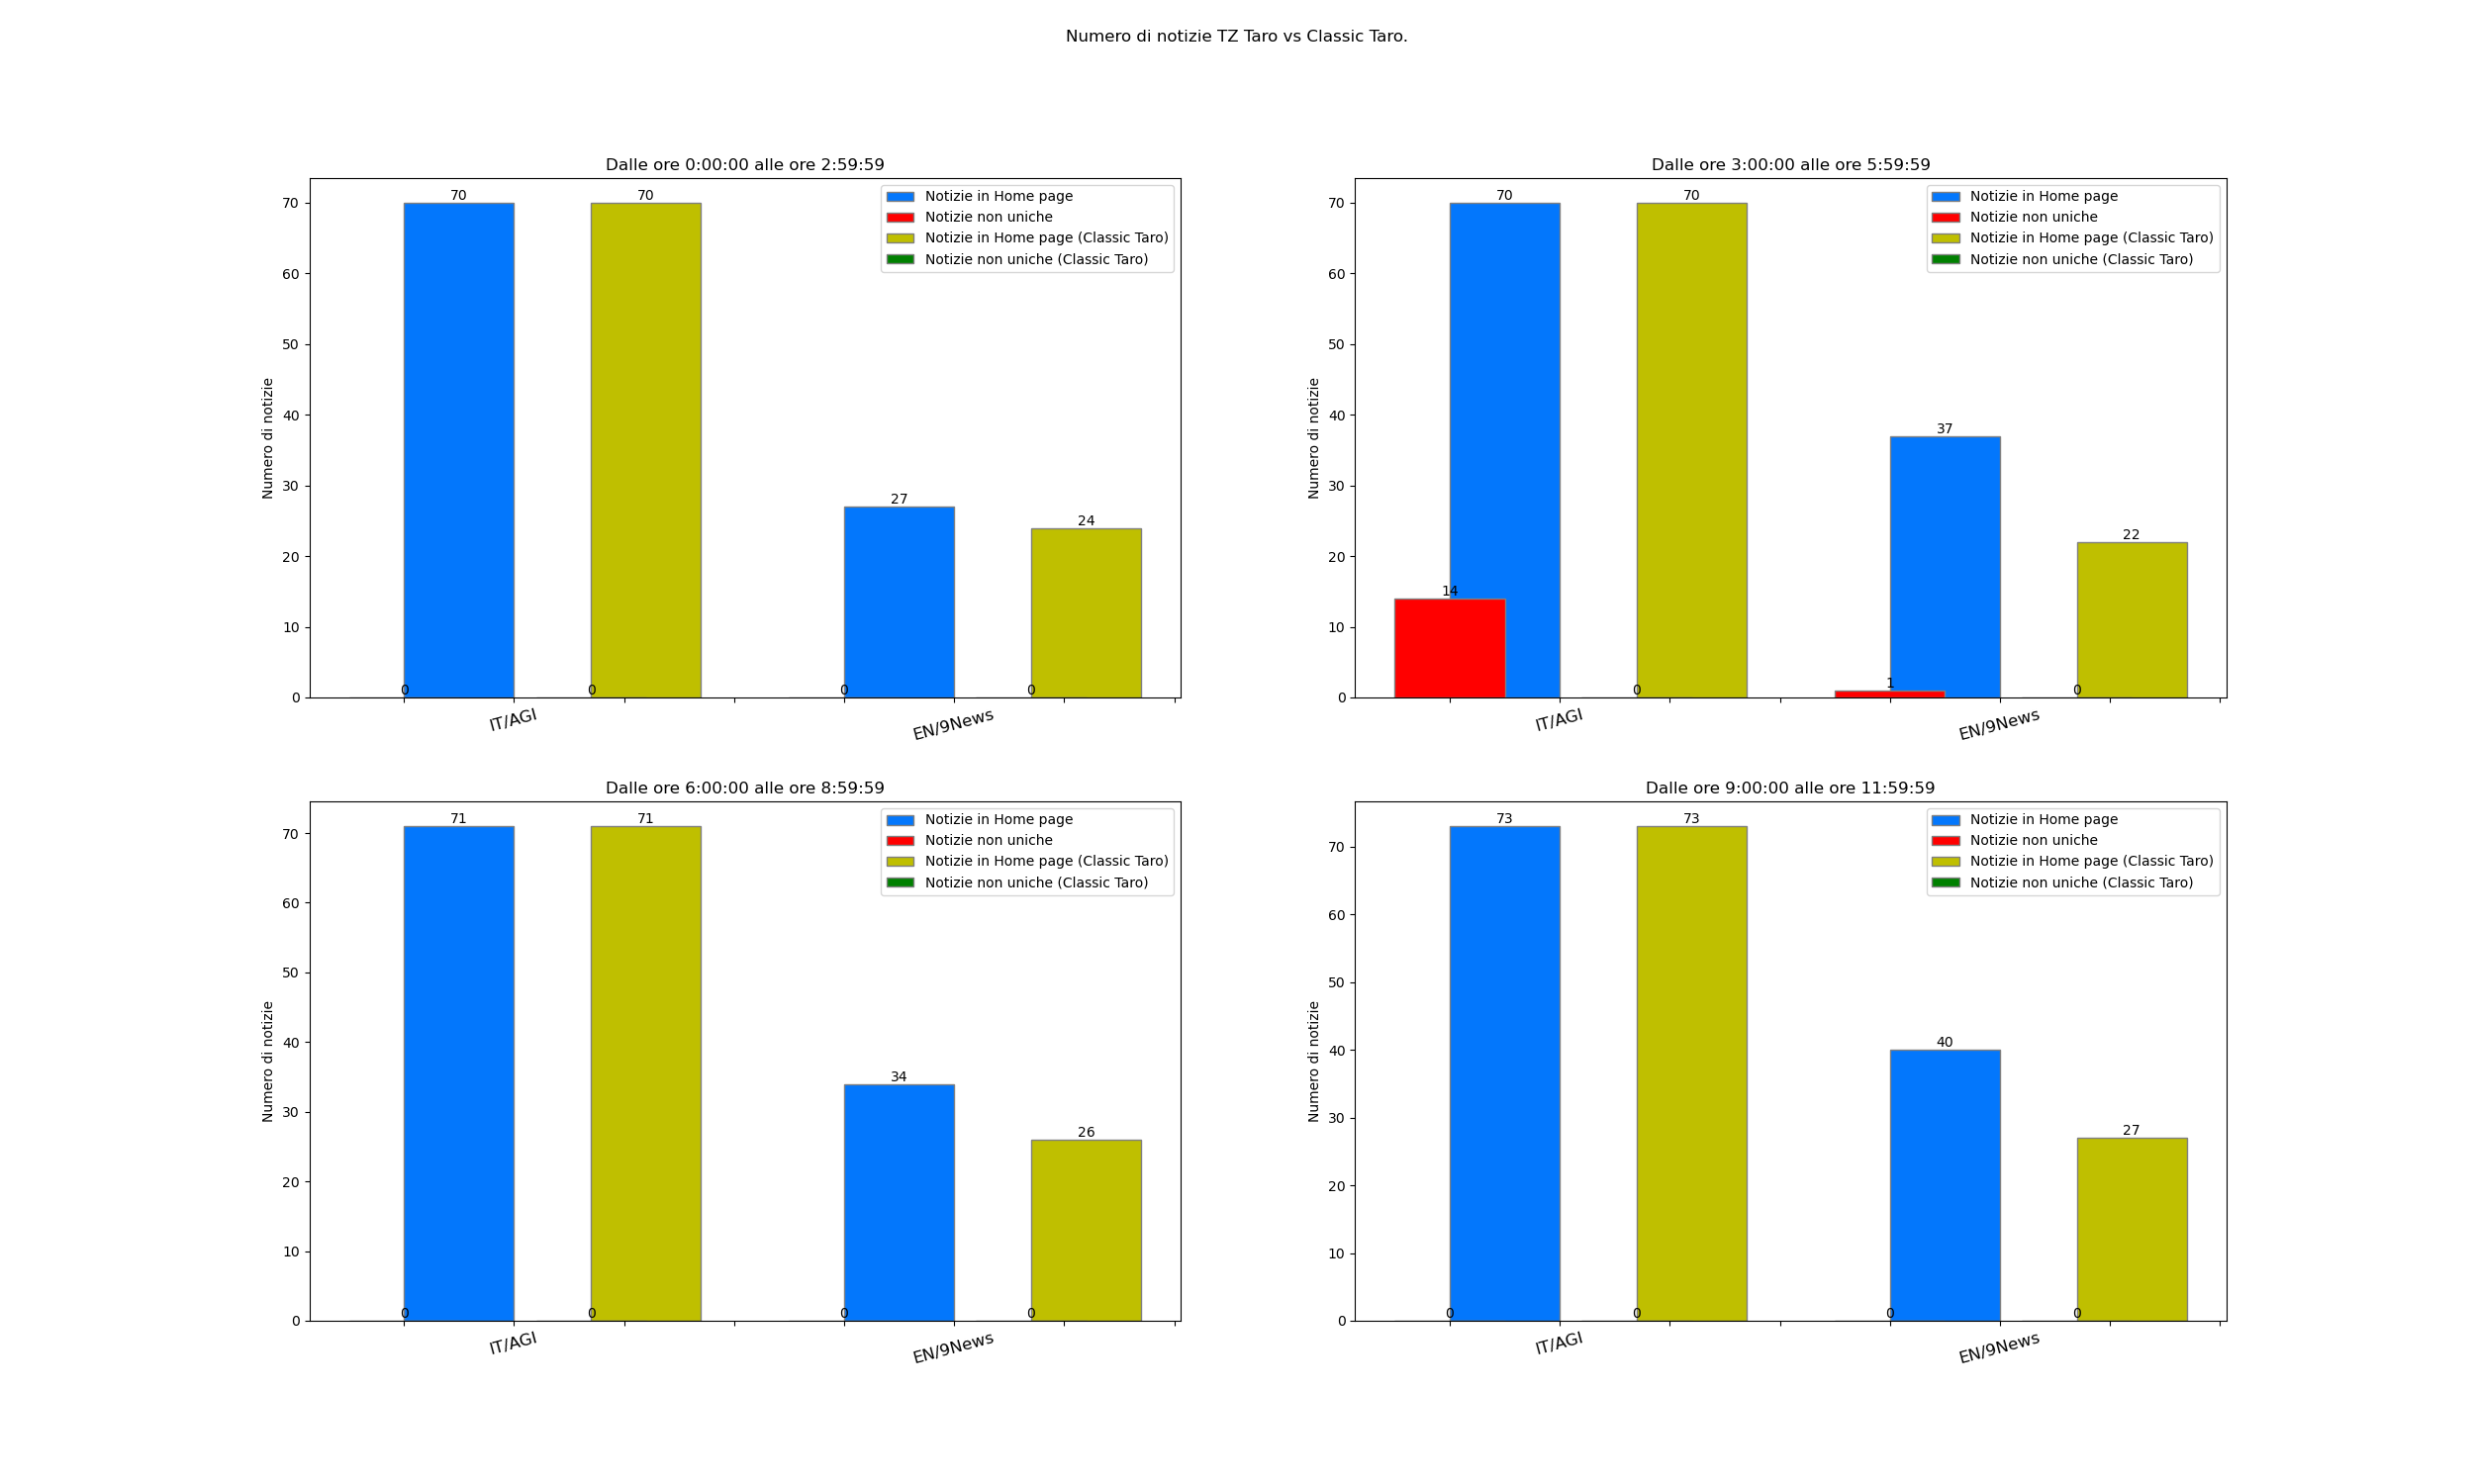 Numero di notizie TZ Taro vs Classic Taro.
Dalle ore 0:00:00 alle ore 2:59:59
Numero di notizie
70
60
50
40
30
20
10
0
70
70
27
24
0
0
0
0
Notizie in Home page
Notizie non uniche
Notizie in Home page (Classic Taro)
Notizie non uniche (Classic Taro)
IT/AGI
EN/9News
Dalle ore 3:00:00 alle ore 5:59:59
Numero di notizie
70
60
50
40
30
20
10
0
70
70
37
22
14
0
1
0
Notizie in Home page
Notizie non uniche
Notizie in Home page (Classic Taro)
Notizie non uniche (Classic Taro)
IT/AGI
EN/9News
Dalle ore 6:00:00 alle ore 8:59:59
Numero di notizie
70
60
50
40
30
20
10
0
71
71
34
26
0
0
0
0
Notizie in Home page
Notizie non uniche
Notizie in Home page (Classic Taro)
Notizie non uniche (Classic Taro)
IT/AGI
EN/9News
Dalle ore 9:00:00 alle ore 11:59:59
Numero di notizie
70
60
50
40
30
20
10
0
73
73
40
27
0
0
0
0
Notizie in Home page
Notizie non uniche
Notizie in Home page (Classic Taro)
Notizie non uniche (Classic Taro)
IT/AGI
EN/9News